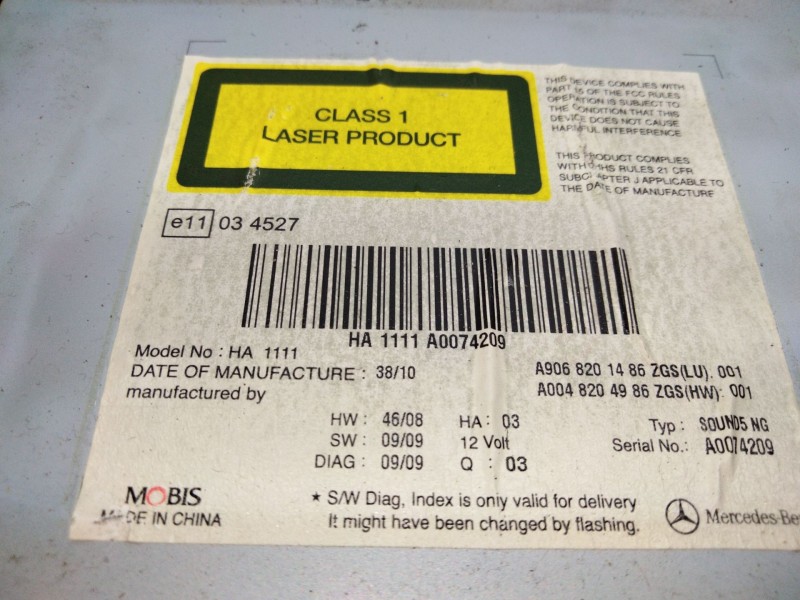 CLASS 1
LASER PRODUCT
THIS DEVICE COMPLIES WITH
PART 15 OF THE FCC RULES
OPERATION IS SUBJECT TO
THE CONDITION THAT THIS
DEVICE DOES NOT CAUSE
HARMFUL INTERFERENCE
THIS PRODUCT COMPLIES
WITH DHHS RULES 21 CFR
SUBCHAPTER J APPLICABLE TO
THE DATE OF MANUFACTURE
e11 03 4527
HA 1111 A0074209
Model No : HA 1111
DATE OF MANUFACTURE : 38/10
manufactured by
A906 820 14 86 ZGS(LU): 001
A004 820 49 86 ZGS(HW): 001
HW : 46/08 HA : 03
SW : 09/09 12 Volt
DIAG : 09/09 Q : 03
Typ : SOUND5 NG
Serial No.: A0074209
MOBIS
MADE IN CHINA
★ S/W Diag, Index is only valid for delivery
It might have been changed by flashing.
Mercedes-Be